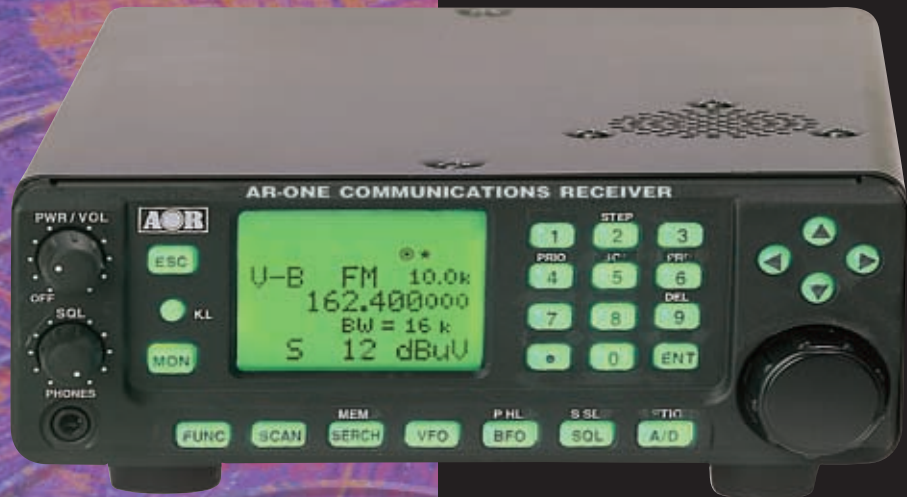 AR-ONE COMMUNICATIONS RECEIVER
PWR / VOL
OFF
SQL
PHONES
AOR
ESC
K.L
MON
V-B FM 10.0k
162.400000
BW = 16 k
S 12 dBuV
STEP
1 2 3
PRIO
4 5 6
DEL
7 8 9
• 0 ENT
MEM P HL
FUNC SCAN SERCH VFO BFO SQL A/D